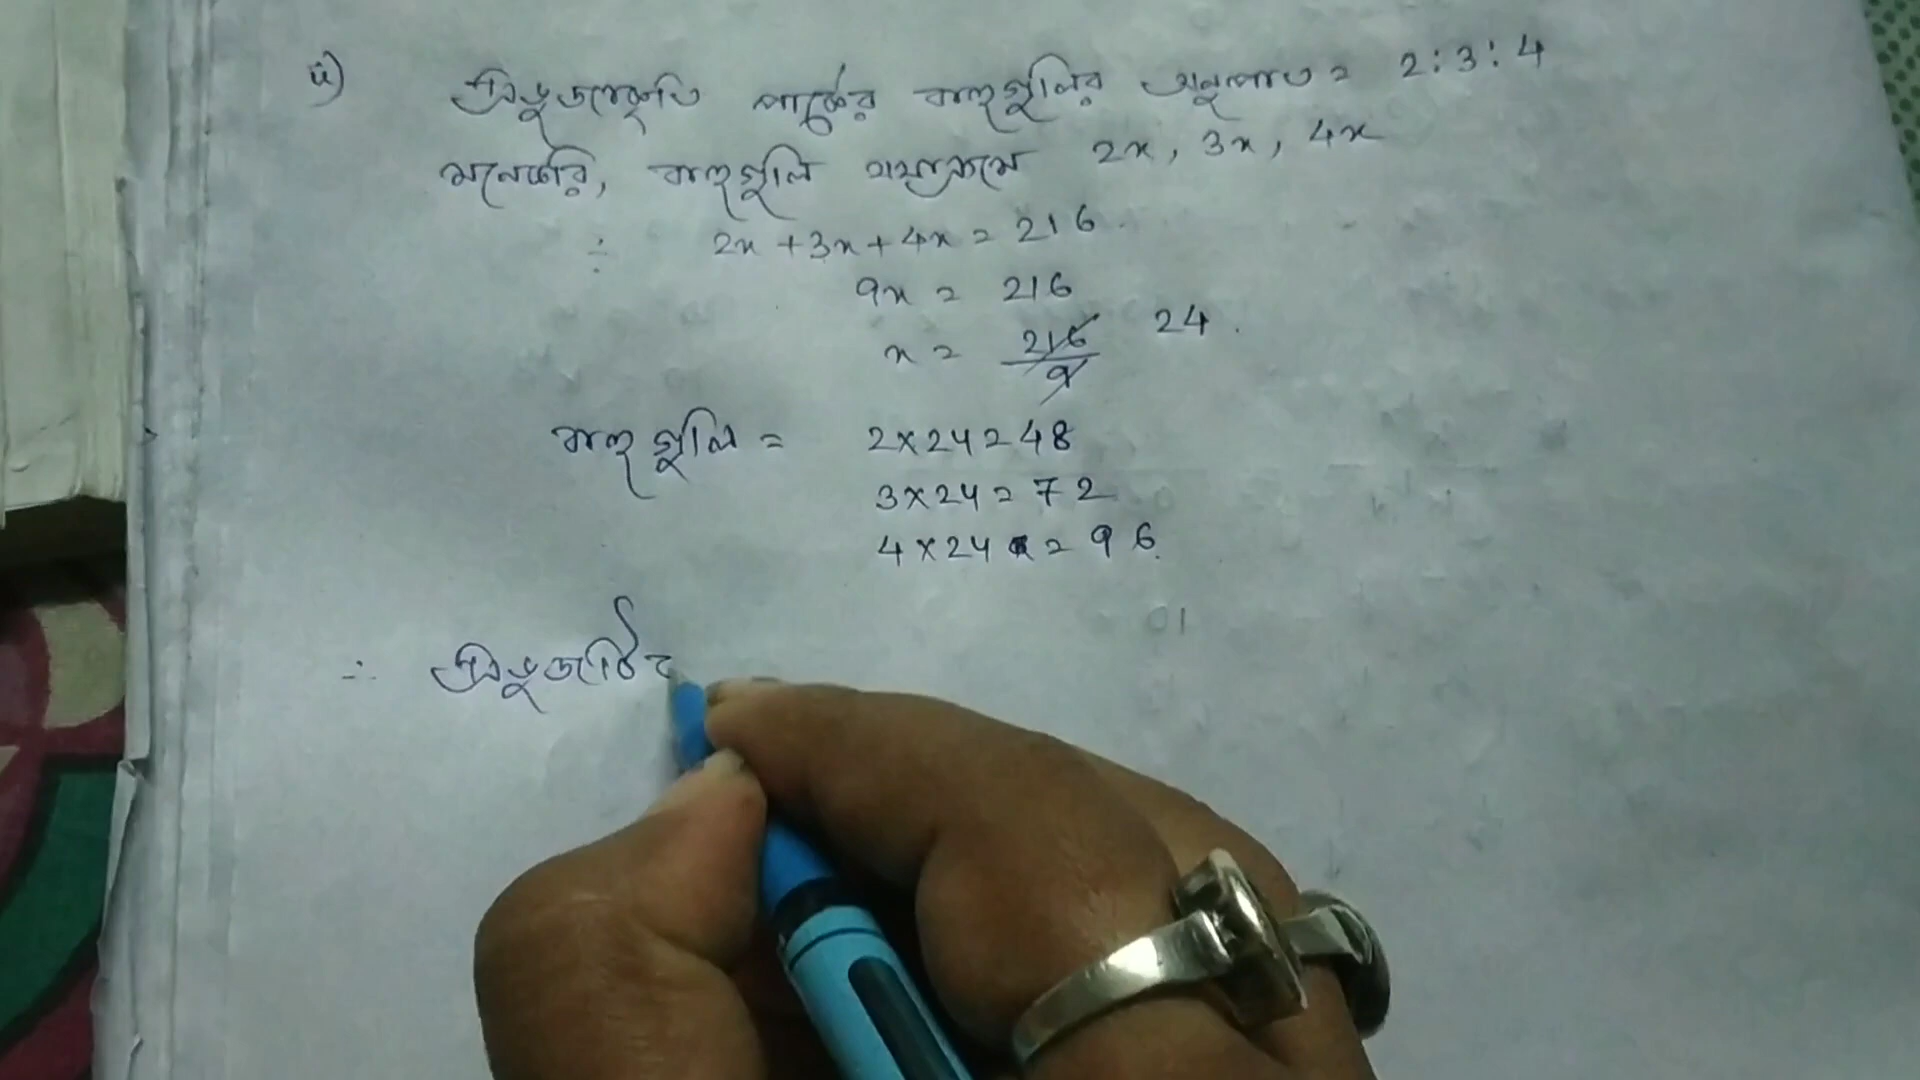 ii) ত্রিভুজাকৃতি পার্কের বাহুগুলির অনুপাত = 2:3:4
মনেকরি, বাহুগুলি যথাক্রমে 2x, 3x, 4x
∴ 2x + 3x + 4x = 216
9x = 216
x = 216/9 24.
বাহুগুলি = 2×24=48
3×24=72
4×24=96.
∴ ত্রিভুজটির